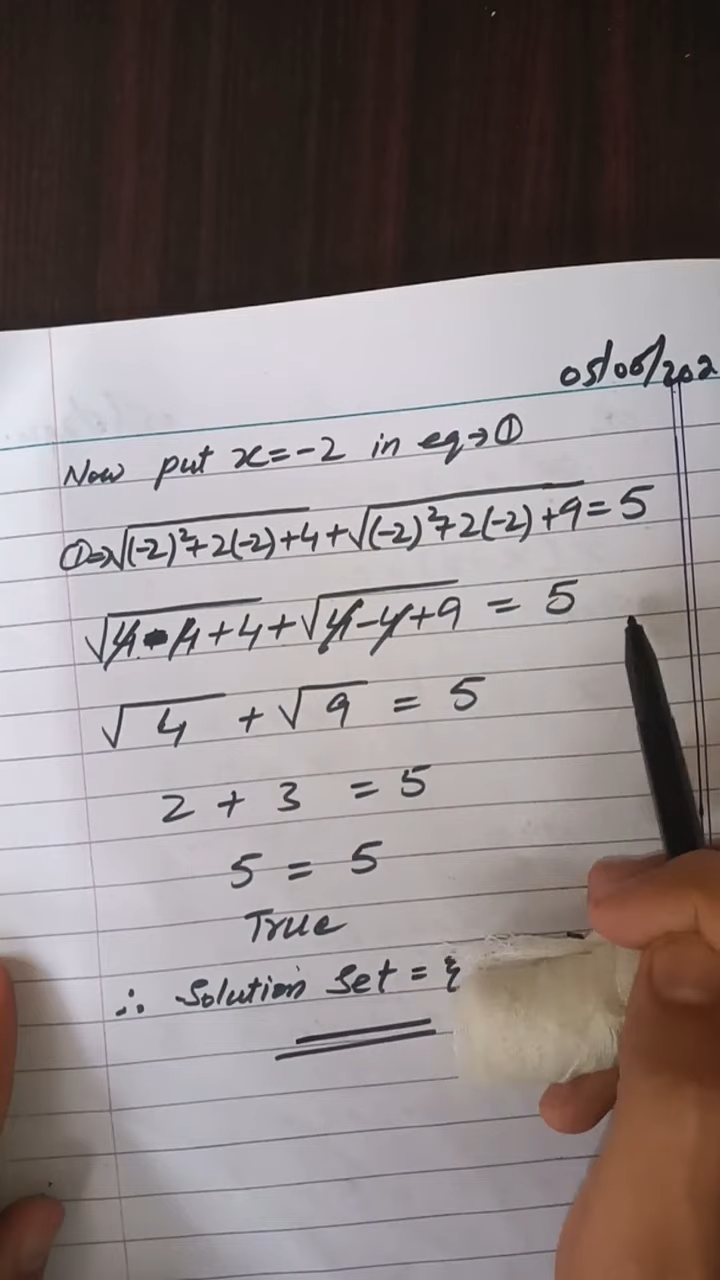 05/06/202
Now put x=-2 in eq→①
①⇒√(-2)²+2(-2)+4+√(-2)²+2(-2)+9=5
√4-4+4+√4-4+9 = 5
√4 + √9 = 5
2 + 3 = 5
5 = 5
True
∴ Solution Set = {